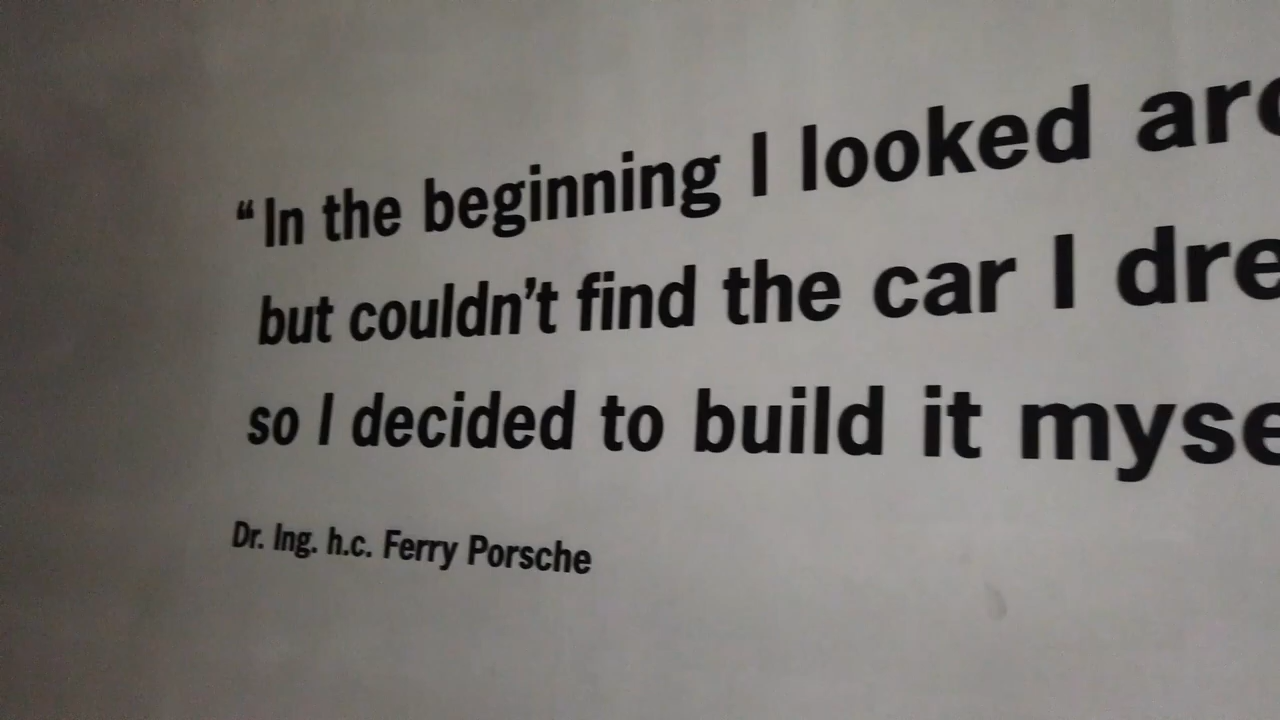 “In the beginning I looked
but couldn’t find the car I
so I decided to build it
Dr. Ing. h.c. Ferry Porsche